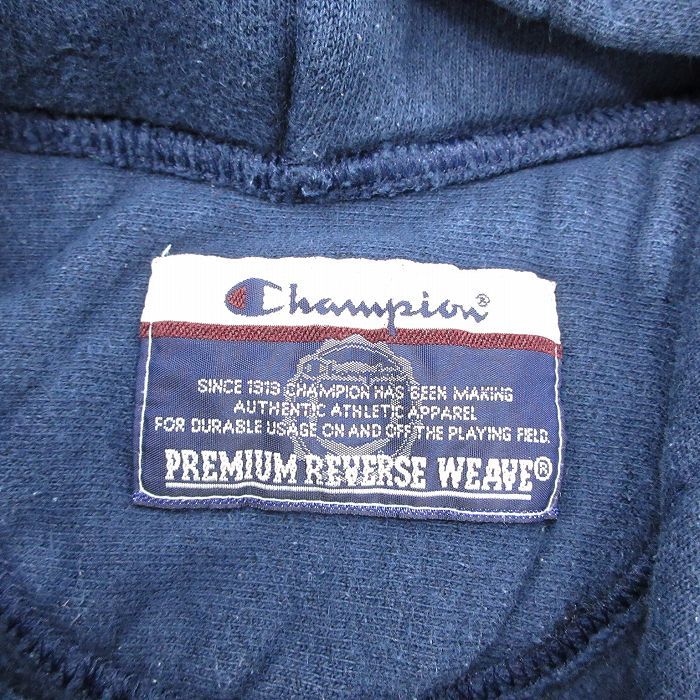 Champion®
Champion
SINCE 1919 CHAMPION HAS BEEN MAKING
AUTHENTIC ATHLETIC APPAREL
FOR DURABLE USAGE ON AND OFF THE PLAYING FIELD.
PREMIUM REVERSE WEAVE®